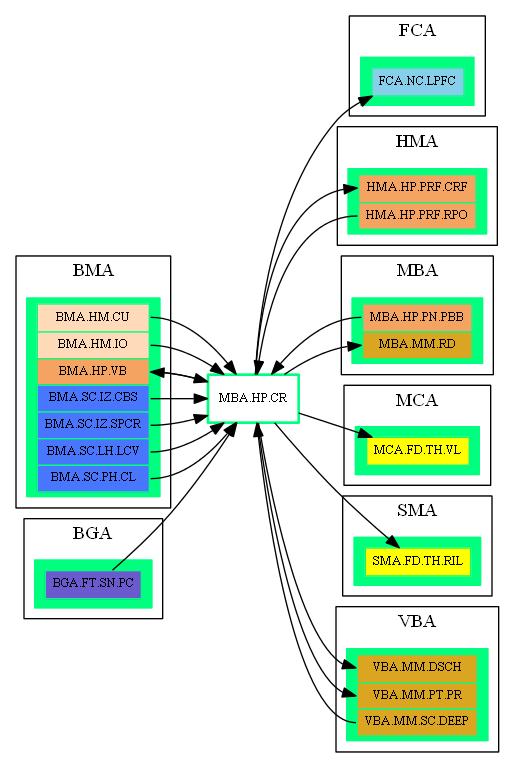 FCA
FCA.NC.LPFC
HMA
HMA.HP.PRF.CRF
HMA.HP.PRF.RPO
BMA
BMA.HM.CU
BMA.HM.IO
BMA.HP.VB
BMA.SC.IZ.CBS
BMA.SC.IZ.SPCR
BMA.SC.LH.LCV
BMA.SC.PH.CL
MBA
MBA.HP.PN.PBB
MBA.MM.RD
MBA.HP.CR
MCA
MCA.FD.TH.VL
BGA
BGA.FT.SN.PC
SMA
SMA.FD.TH.RIL
VBA
VBA.MM.DSCH
VBA.MM.PT.PR
VBA.MM.SC.DEEP